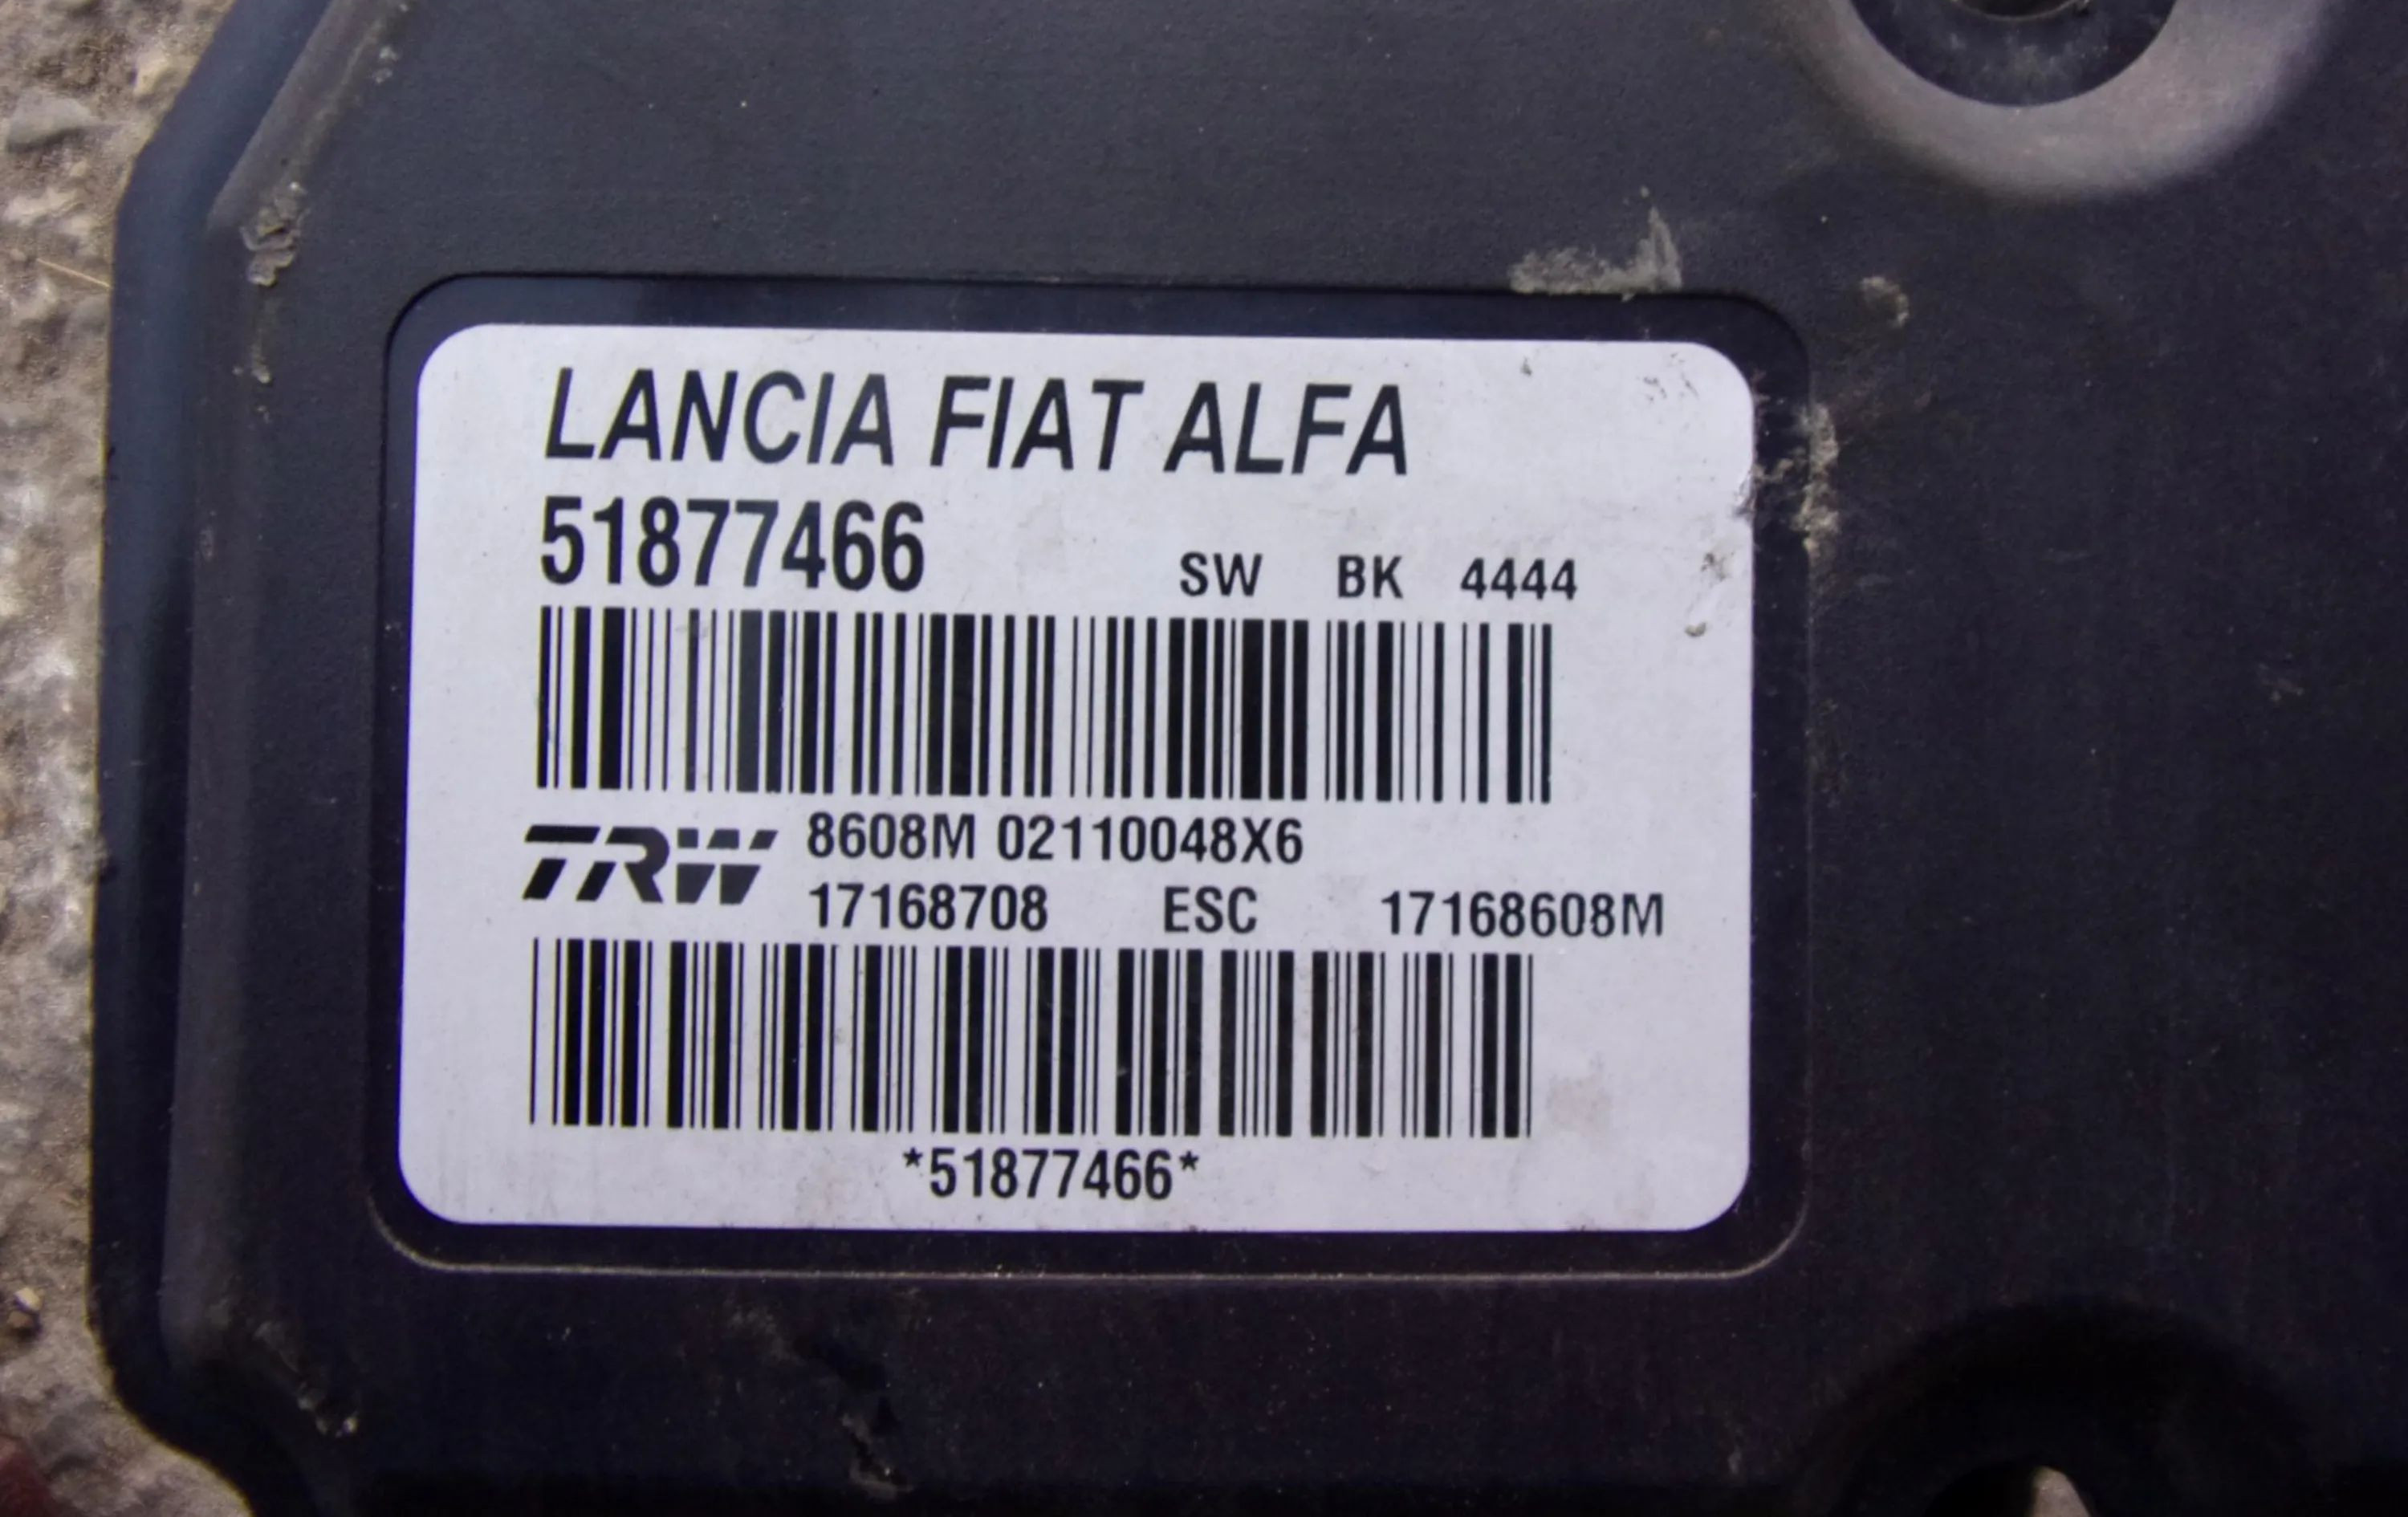 LANCIA FIAT ALFA
51877466
SW BK 4444
TRW 8608M 02110048X6
17168708 ESC 17168608M
*51877466*